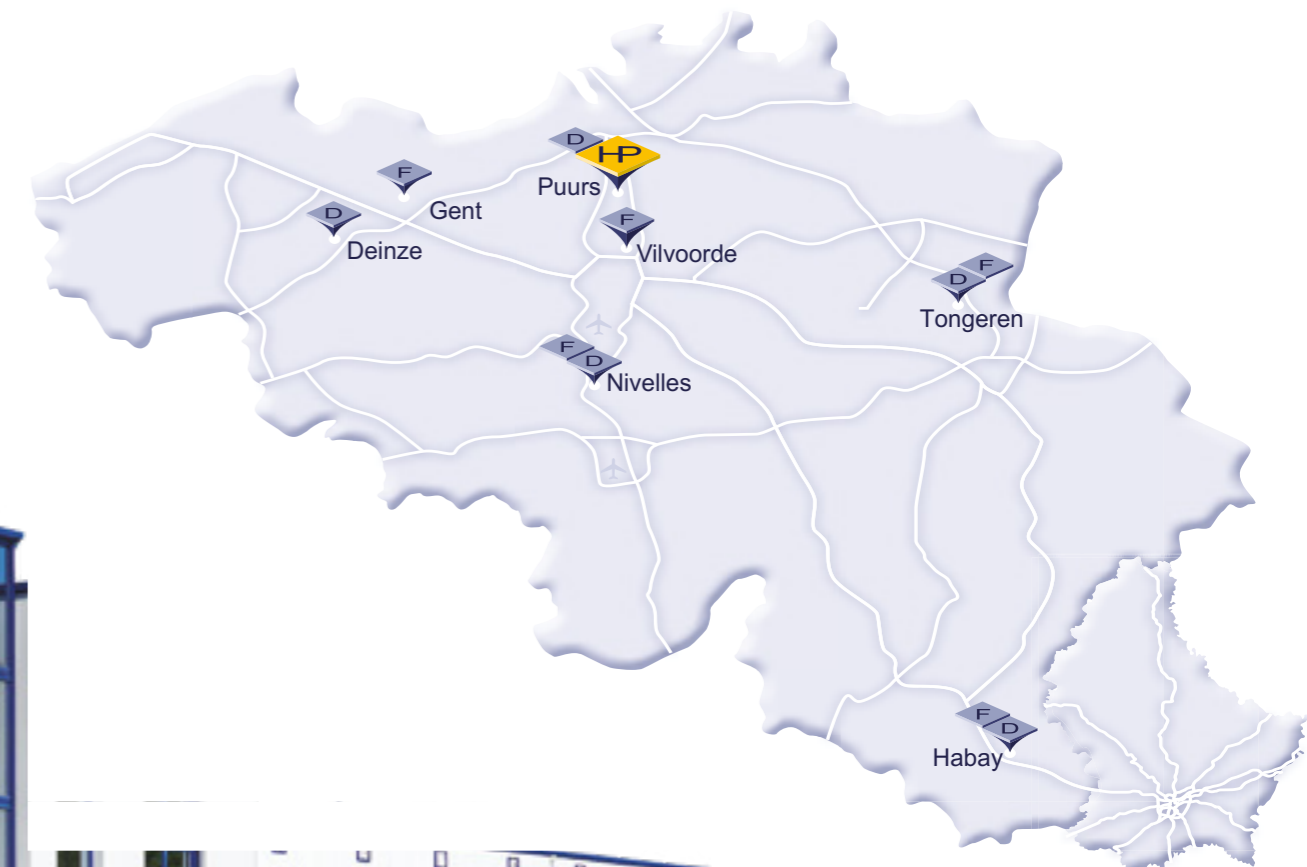 D
HP
Puurs
F
Gent
D
Deinze
F
Vilvoorde
F
D
Tongeren
F
D
Nivelles
F
D
Habay